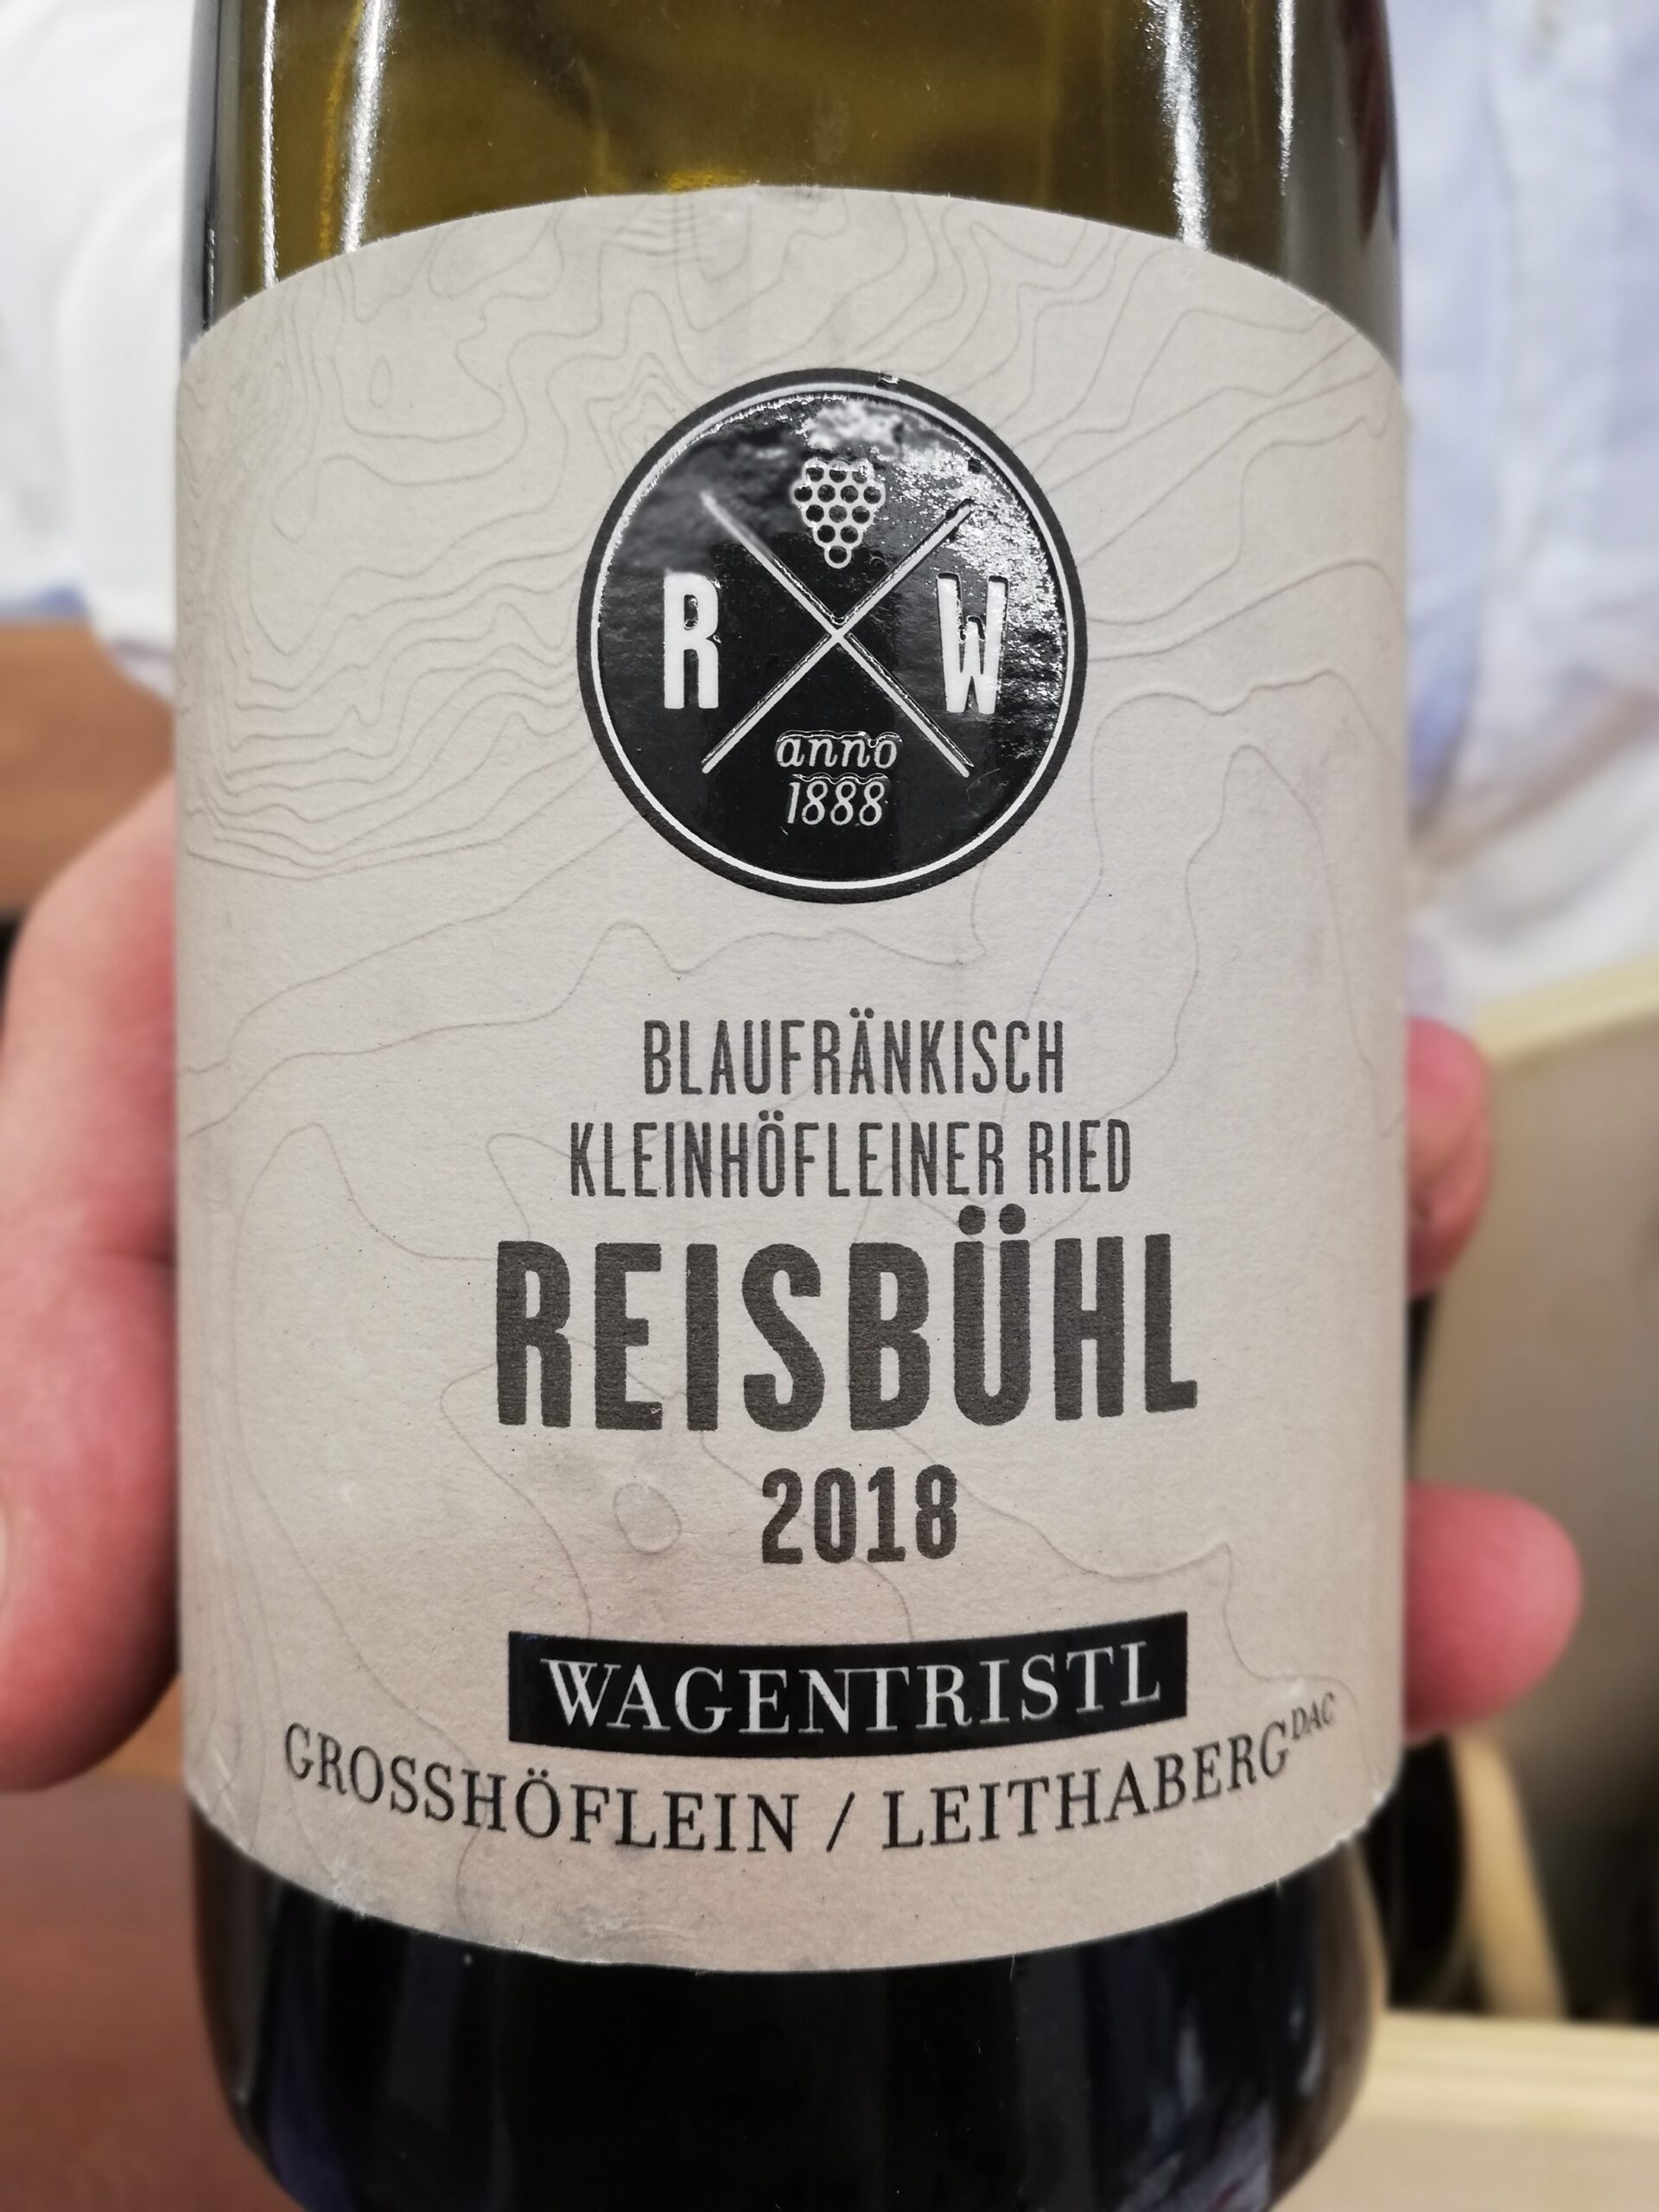 R W
anno
1888
BLAUFRÄNKISCH
KLEINHÖFLEINER RIED
REISBÜHL
2018
WAGENTRISTL
GROSSHÖFLEIN / LEITHABERG DAC